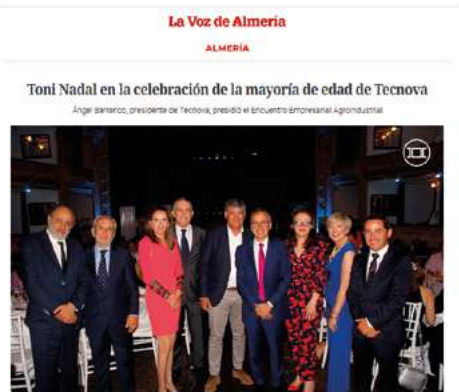 La Voz de Almería
ALMERÍA
Toni Nadal en la celebración de la mayoría de edad de Tecnova
Ángel Barranco, presidente de Tecnova, presidió el Encuentro Empresarial Agroindustrial